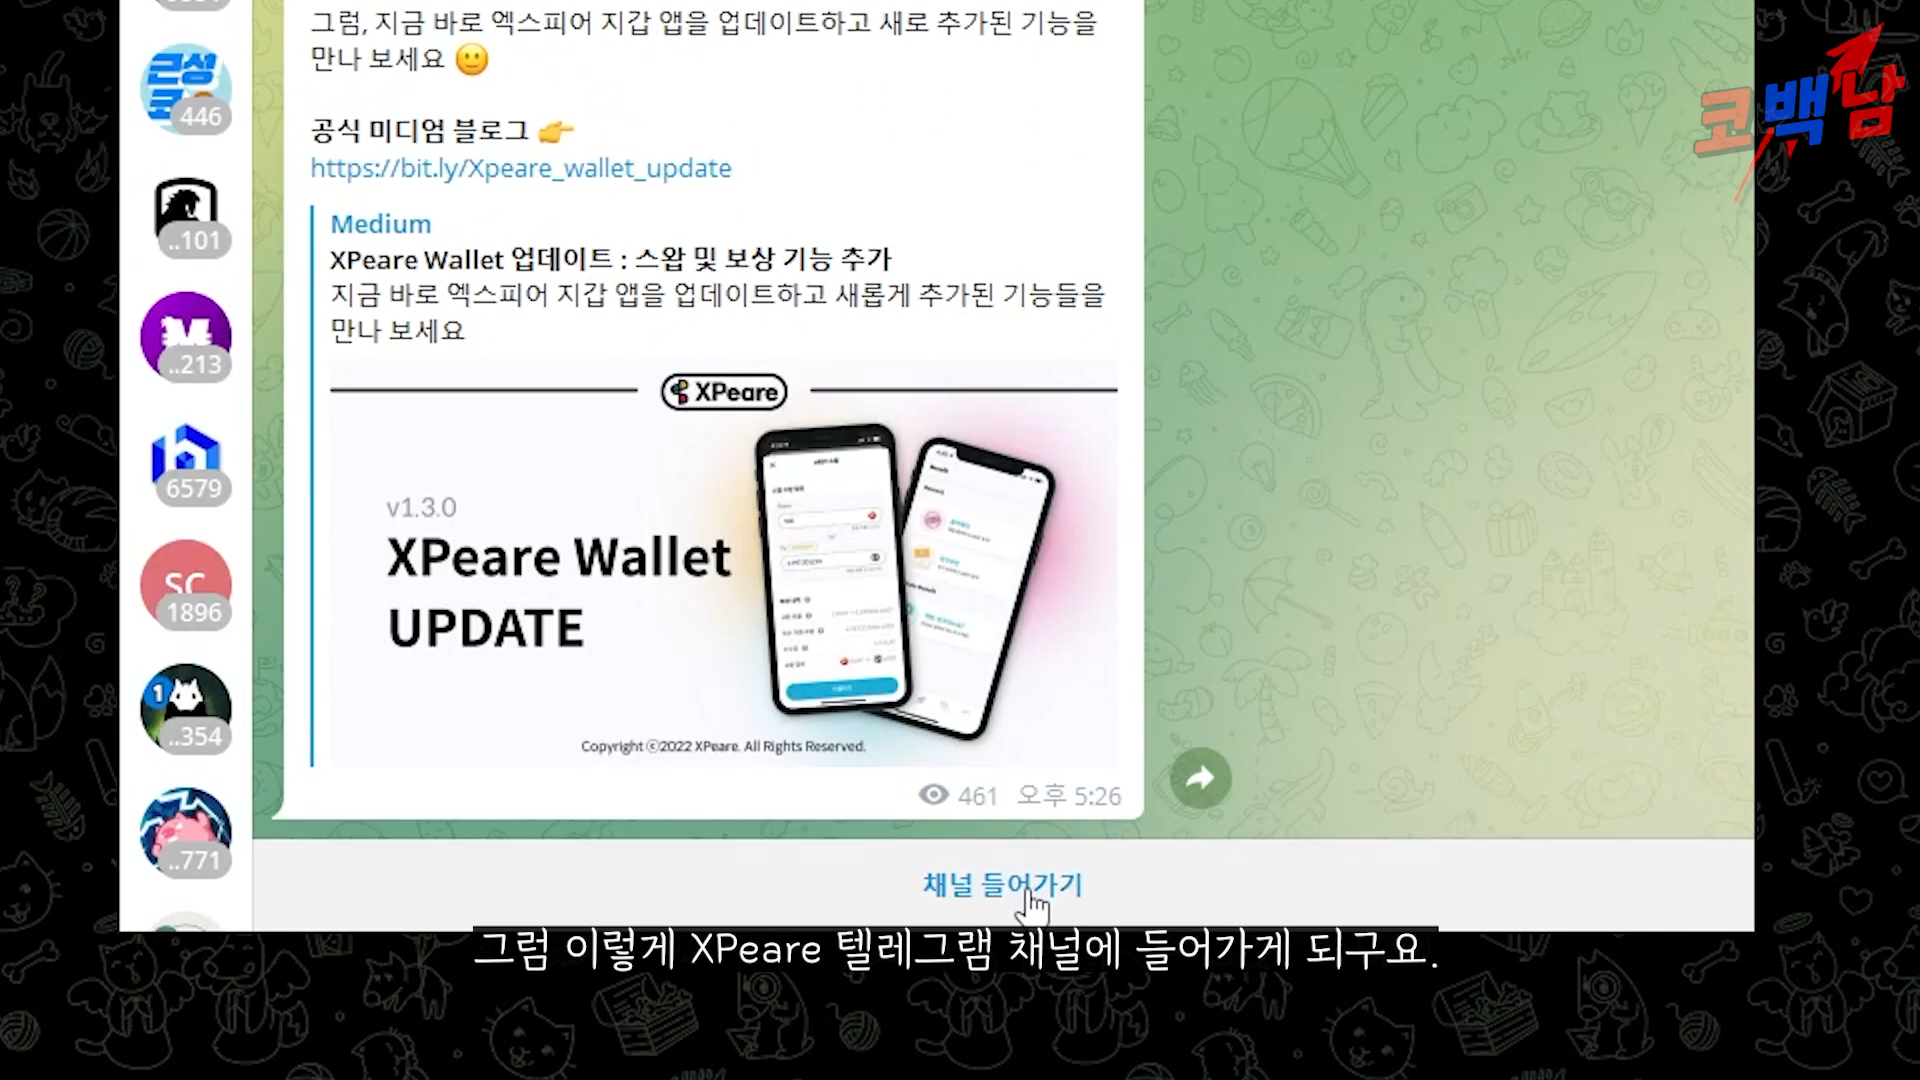 그럼, 지금 바로 엑스피어 지갑 앱을 업데이트하고 새로 추가된 기능을
만나 보세요
공식 미디엄 블로그
https://bit.ly/Xpeare_wallet_update
Medium
XPeare Wallet 업데이트 : 스왑 및 보상 기능 추가
지금 바로 엑스피어 지갑 앱을 업데이트하고 새롭게 추가된 기능들을
만나 보세요
XPeare
v1.3.0
XPeare Wallet
UPDATE
Copyright ⓒ2022 XPeare. All Rights Reserved.
461 오후 5:26
채널 들어가기
그럼 이렇게 XPeare 텔레그램 채널에 들어가게 되구요.
코백남
근성
446
..101
..213
6579
SC
1896
1
..354
..771